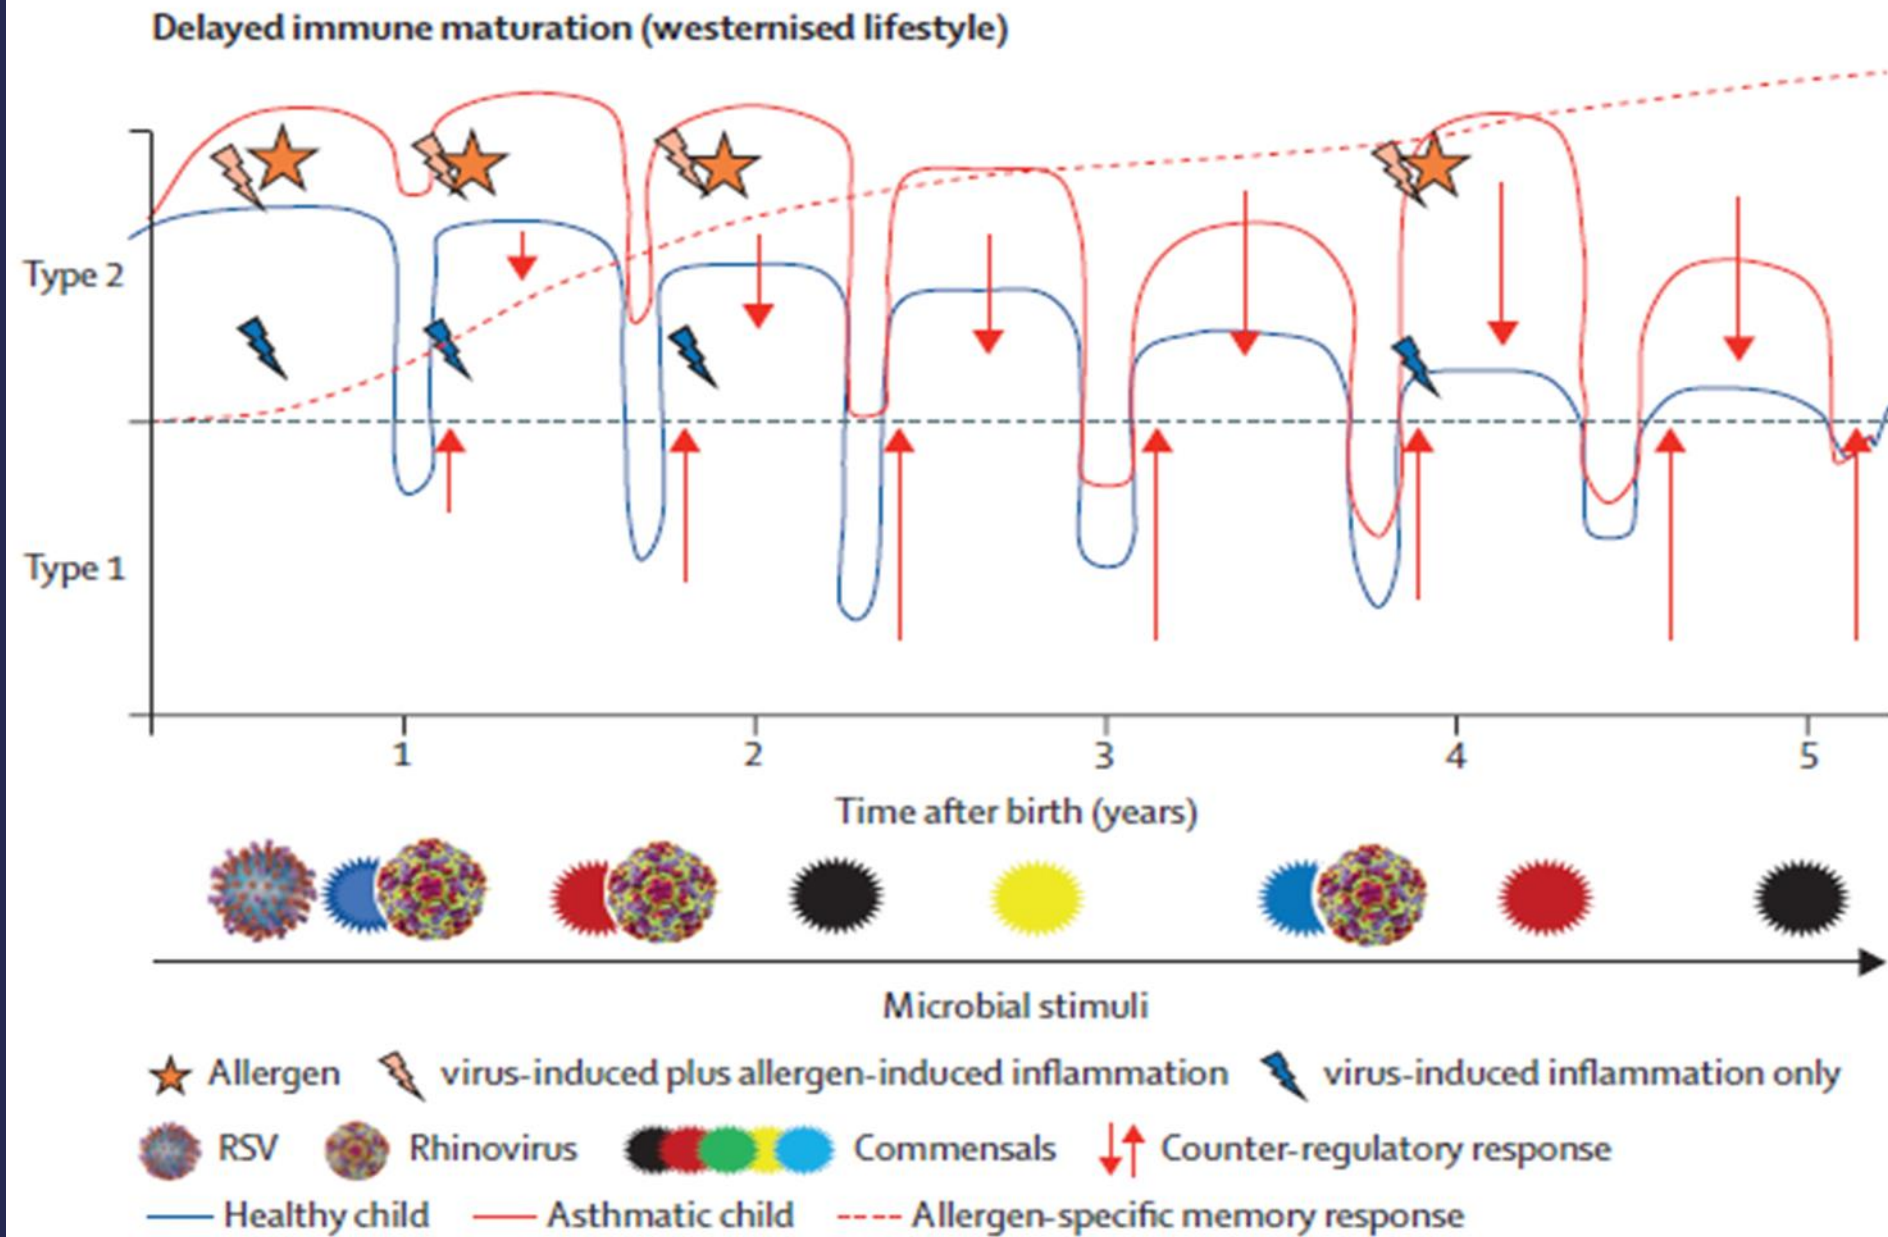 Delayed immune maturation (westernised lifestyle)
Type 2
Type 1
1 2 3 4 5
Time after birth (years)
Microbial stimuli
Allergen virus-induced plus allergen-induced inflammation virus-induced inflammation only
RSV Rhinovirus Commensals Counter-regulatory response
Healthy child Asthmatic child Allergen-specific memory response